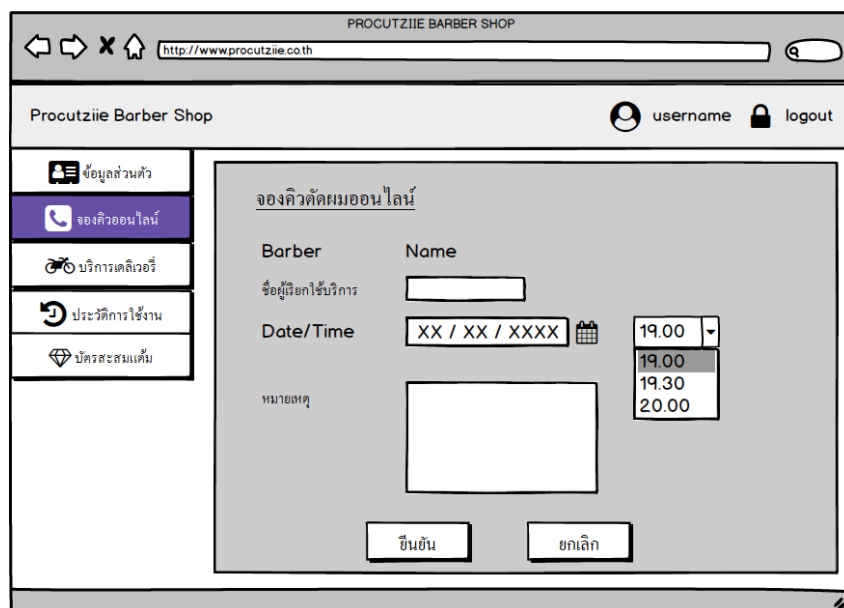 PROCUTZIIE BARBER SHOP
http://www.procutziie.co.th
Procutziie Barber Shop
username
logout
ข้อมูลส่วนตัว
จองคิวออนไลน์
บริการเดลิเวอรี่
ประวัติการใช้งาน
บัตรสะสมแต้ม
จองคิวตัดผมออนไลน์
Barber Name
ชื่อผู้เรียกใช้บริการ
Date/Time XX / XX / XXXX 19.00
19.00
19.30
20.00
หมายเหตุ
ยืนยัน ยกเลิก